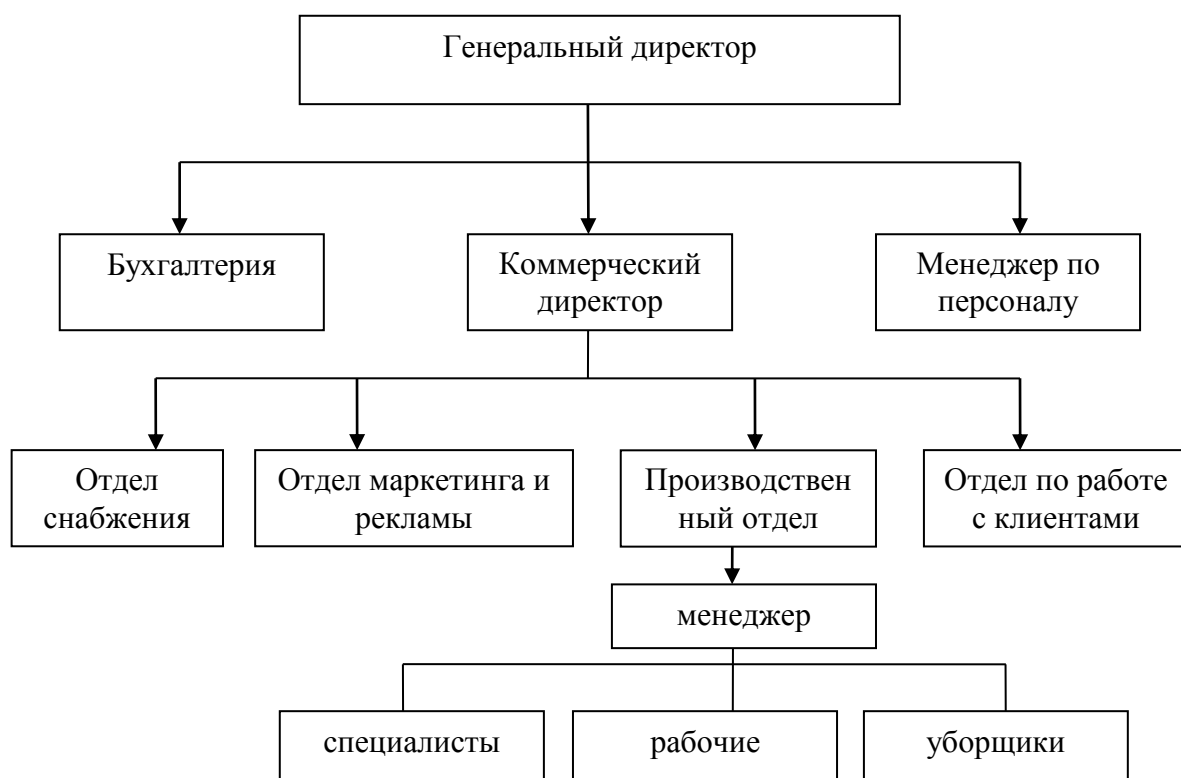 Генеральный директор
Бухгалтерия
Коммерческий
директор
Менеджер по
персоналу
Отдел
снабжения
Отдел маркетинга и
рекламы
Производствен
ный отдел
Отдел по работе
с клиентами
менеджер
специалисты
рабочие
уборщики